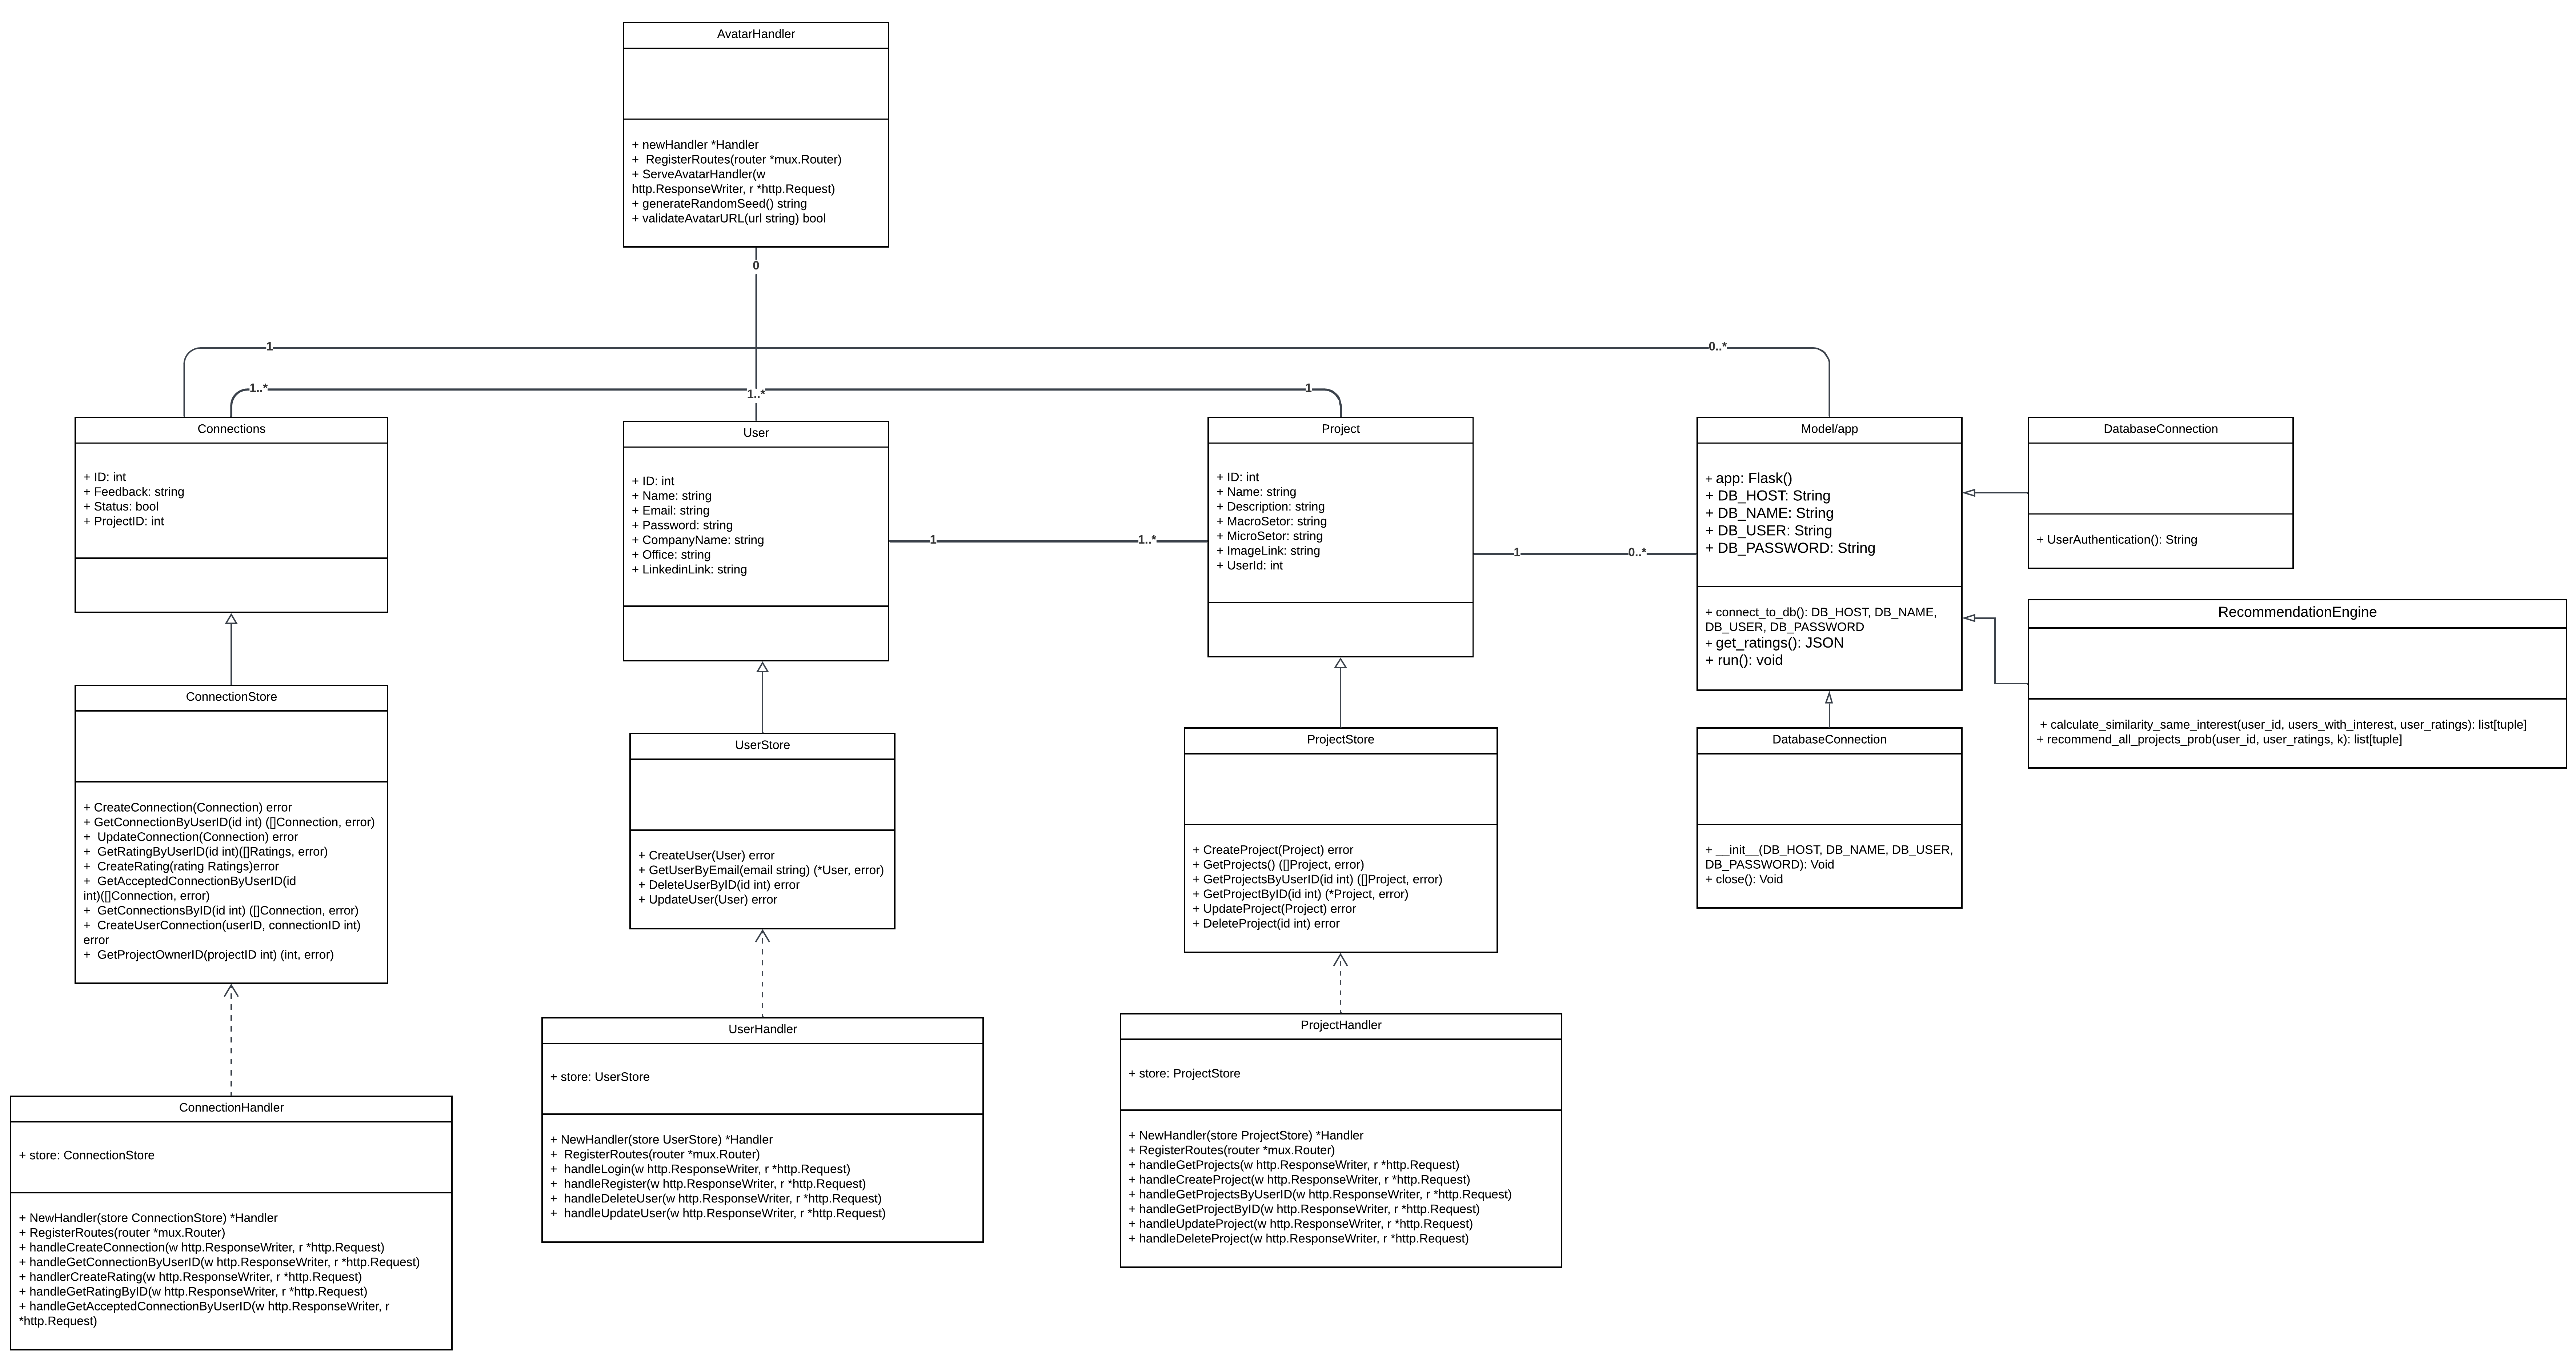 AvatarHandler
+ newHandler *Handler
+  RegisterRoutes(router *mux.Router)
+ ServeAvatarHandler(w
http.ResponseWriter, r *http.Request)
+ generateRandomSeed() string
+ validateAvatarURL(url string) bool
0
1
0..*
1..*
1..*
1
Connections
+ ID: int
+ Feedback: string
+ Status: bool
+ ProjectID: int
User
+ ID: int
+ Name: string
+ Email: string
+ Password: string
+ CompanyName: string
+ Office: string
+ LinkedinLink: string
1
1..*
Project
+ ID: int
+ Name: string
+ Description: string
+ MacroSetor: string
+ MicroSetor: string
+ ImageLink: string
+ UserId: int
1
0..*
Model/app
+ app: Flask()
+ DB_HOST: String
+ DB_NAME: String
+ DB_USER: String
+ DB_PASSWORD: String
+ connect_to_db(): DB_HOST, DB_NAME,
DB_USER, DB_PASSWORD
+ get_ratings(): JSON
+ run(): void
DatabaseConnection
+ UserAuthentication(): String
RecommendationEngine
+ calculate_similarity_same_interest(user_id, users_with_interest, user_ratings): list[tuple]
+ recommend_all_projects_prob(user_id, user_ratings, k): list[tuple]
ConnectionStore
+ CreateConnection(Connection) error
+ GetConnectionByUserID(id int) ([]Connection, error)
+  UpdateConnection(Connection) error
+  GetRatingByUserID(id int)([]Ratings, error)
+  CreateRating(rating Ratings)error
+  GetAcceptedConnectionByUserID(id
int)([]Connection, error)
+  GetConnectionsByID(id int) ([]Connection, error)
+  CreateUserConnection(userID, connectionID int)
error
+  GetProjectOwnerID(projectID int) (int, error)
UserStore
+ CreateUser(User) error
+ GetUserByEmail(email string) (*User, error)
+ DeleteUserByID(id int) error
+ UpdateUser(User) error
ProjectStore
+ CreateProject(Project) error
+ GetProjects() ([]Project, error)
+ GetProjectsByUserID(id int) ([]Project, error)
+ GetProjectByID(id int) (*Project, error)
+ UpdateProject(Project) error
+ DeleteProject(id int) error
DatabaseConnection
+ __init__(DB_HOST, DB_NAME, DB_USER,
DB_PASSWORD): Void
+ close(): Void
ConnectionHandler
+ store: ConnectionStore
+ NewHandler(store ConnectionStore) *Handler
+ RegisterRoutes(router *mux.Router)
+ handleCreateConnection(w http.ResponseWriter, r *http.Request)
+ handleGetConnectionByUserID(w http.ResponseWriter, r *http.Request)
+ handlerCreateRating(w http.ResponseWriter, r *http.Request)
+ handleGetRatingByID(w http.ResponseWriter, r *http.Request)
+ handleGetAcceptedConnectionByUserID(w http.ResponseWriter, r
*http.Request)
UserHandler
+ store: UserStore
+ NewHandler(store UserStore) *Handler
+  RegisterRoutes(router *mux.Router)
+  handleLogin(w http.ResponseWriter, r *http.Request)
+  handleRegister(w http.ResponseWriter, r *http.Request)
+  handleDeleteUser(w http.ResponseWriter, r *http.Request)
+  handleUpdateUser(w http.ResponseWriter, r *http.Request)
ProjectHandler
+ store: ProjectStore
+ NewHandler(store ProjectStore) *Handler
+ RegisterRoutes(router *mux.Router)
+ handleGetProjects(w http.ResponseWriter, r *http.Request)
+ handleCreateProject(w http.ResponseWriter, r *http.Request)
+ handleGetProjectsByUserID(w http.ResponseWriter, r *http.Request)
+ handleGetProjectByID(w http.ResponseWriter, r *http.Request)
+ handleUpdateProject(w http.ResponseWriter, r *http.Request)
+ handleDeleteProject(w http.ResponseWriter, r *http.Request)